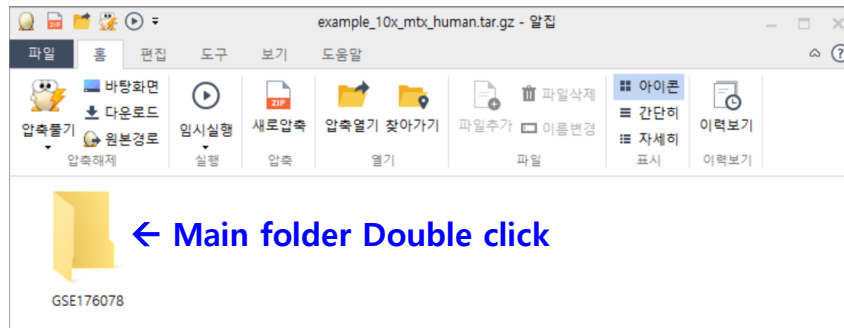 example_10x_mtx_human.tar.gz - 알집
파일 홈 편집 도구 보기 도움말
압축풀기 바탕화면 다운로드 원본경로 임시실행 ZIP 새로압축 압축열기 찾아가기 파일추가 파일삭제 이름변경 아이콘 간단히 자세히 이력보기
압축해제 실행 압축 열기 파일 표시 이력보기
← Main folder Double click
GSE176078